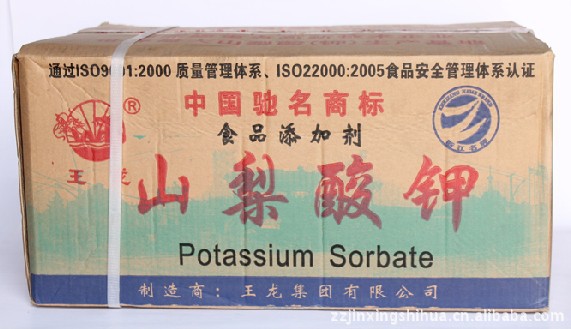 通过ISO9001:2000 质量管理体系、ISO22000:2005食品安全管理体系认证
中国驰名商标
®
食品添加剂
王龙
山梨酸钾
Potassium Sorbate
制造商：王龙集团有限公司
zzjinxingshihua.cn.alibaba.com